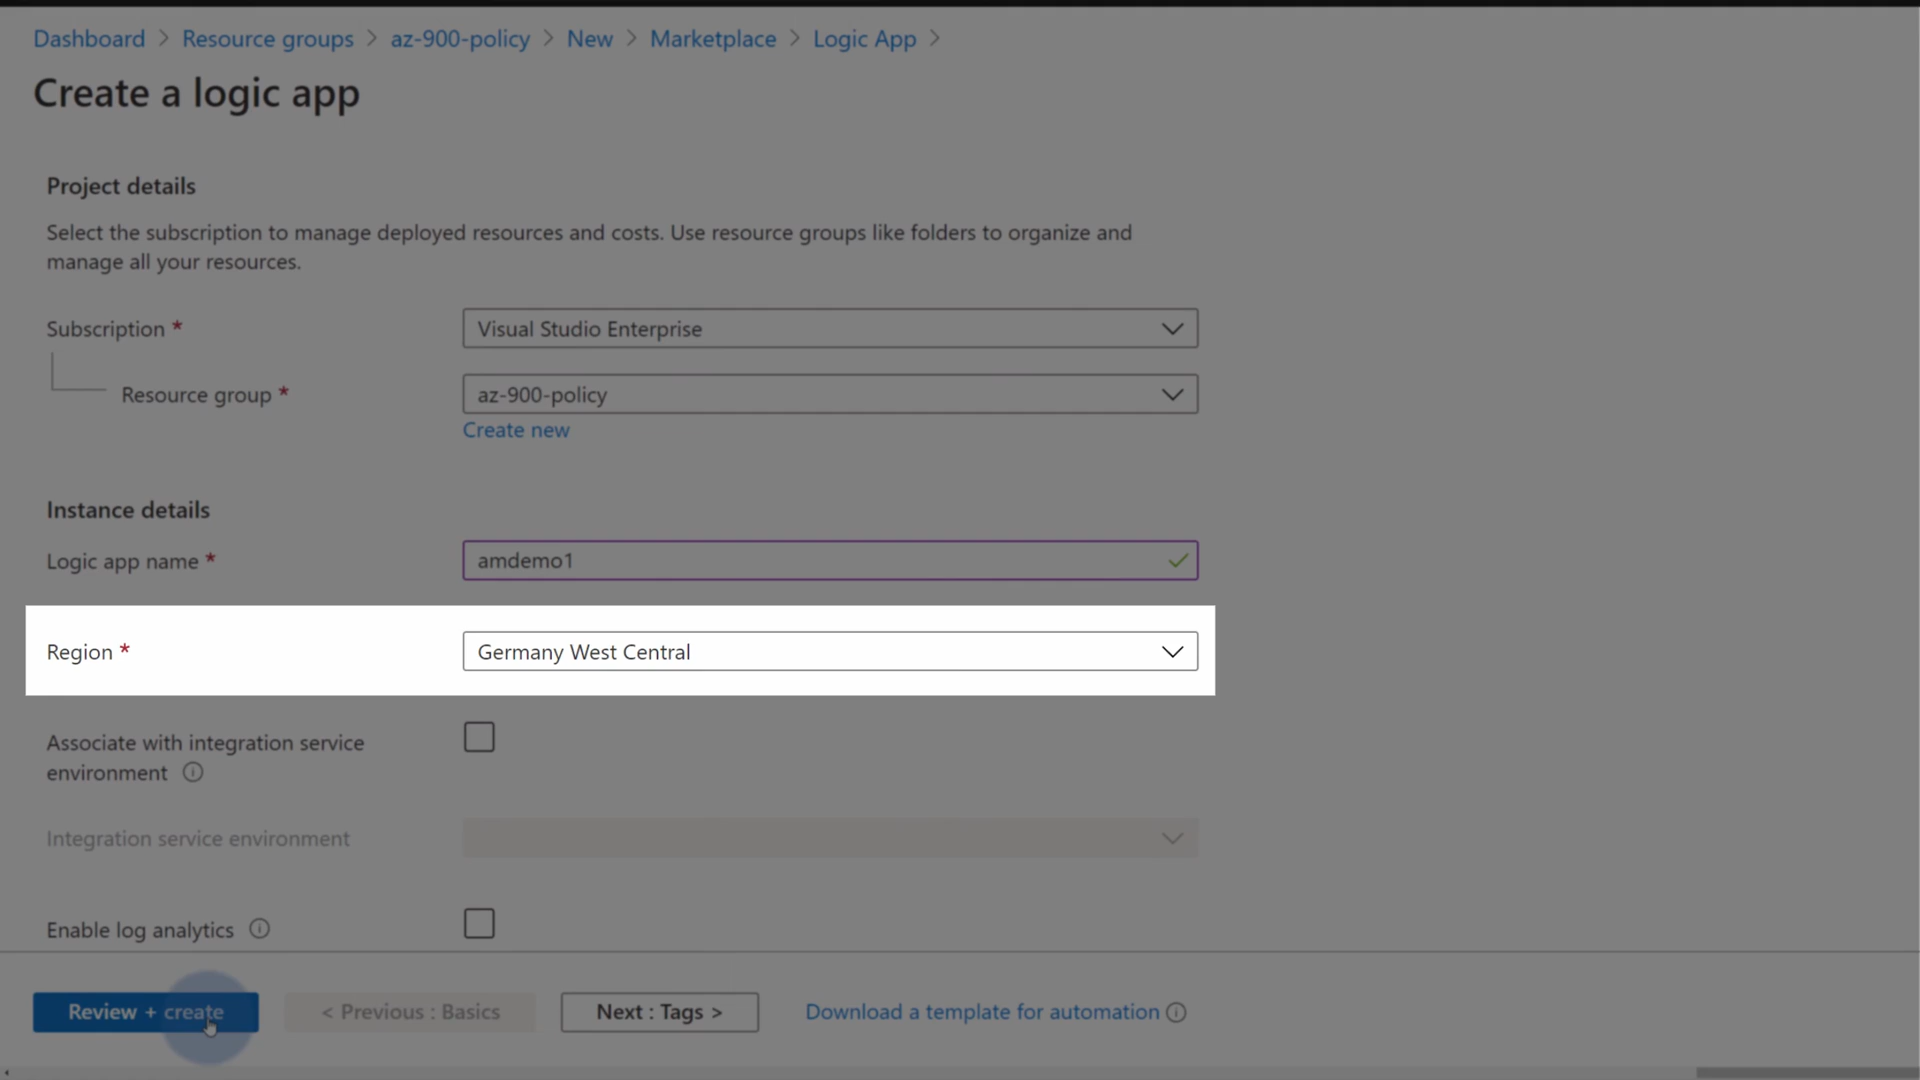 Dashboard > Resource groups > az-900-policy > New > Marketplace > Logic App >
Create a logic app
Project details
Select the subscription to manage deployed resources and costs. Use resource groups like folders to organize and
manage all your resources.
Subscription *
Visual Studio Enterprise
Resource group *
az-900-policy
Create new
Instance details
Logic app name *
amdemo1
Region *
Germany West Central
Associate with integration service
environment
Integration service environment
Enable log analytics
Review + create
< Previous : Basics
Next : Tags >
Download a template for automation